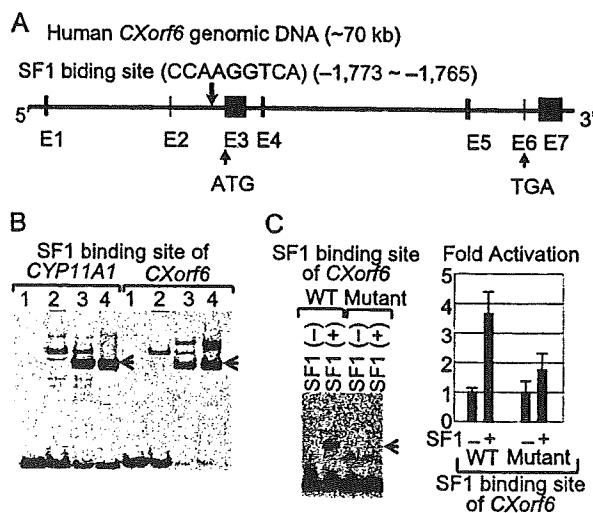 A
Human CXorf6 genomic DNA (~70 kb)
SF1 biding site (CCAAGGTCA) (–1,773 ~ –1,765)
5' 3'
E1 E2 E3 E4 E5 E6 E7
ATG TGA
B
SF1 binding site of
CYP11A1 CXorf6
1 2 3 4 1 2 3 4
C
SF1 binding site
of CXorf6
WT Mutant
SF1 (–) SF1 (+) SF1 (–) SF1 (+)
Fold Activation
5
4
3
2
1
0
SF1 – + – +
WT Mutant
SF1 binding site
of CXorf6